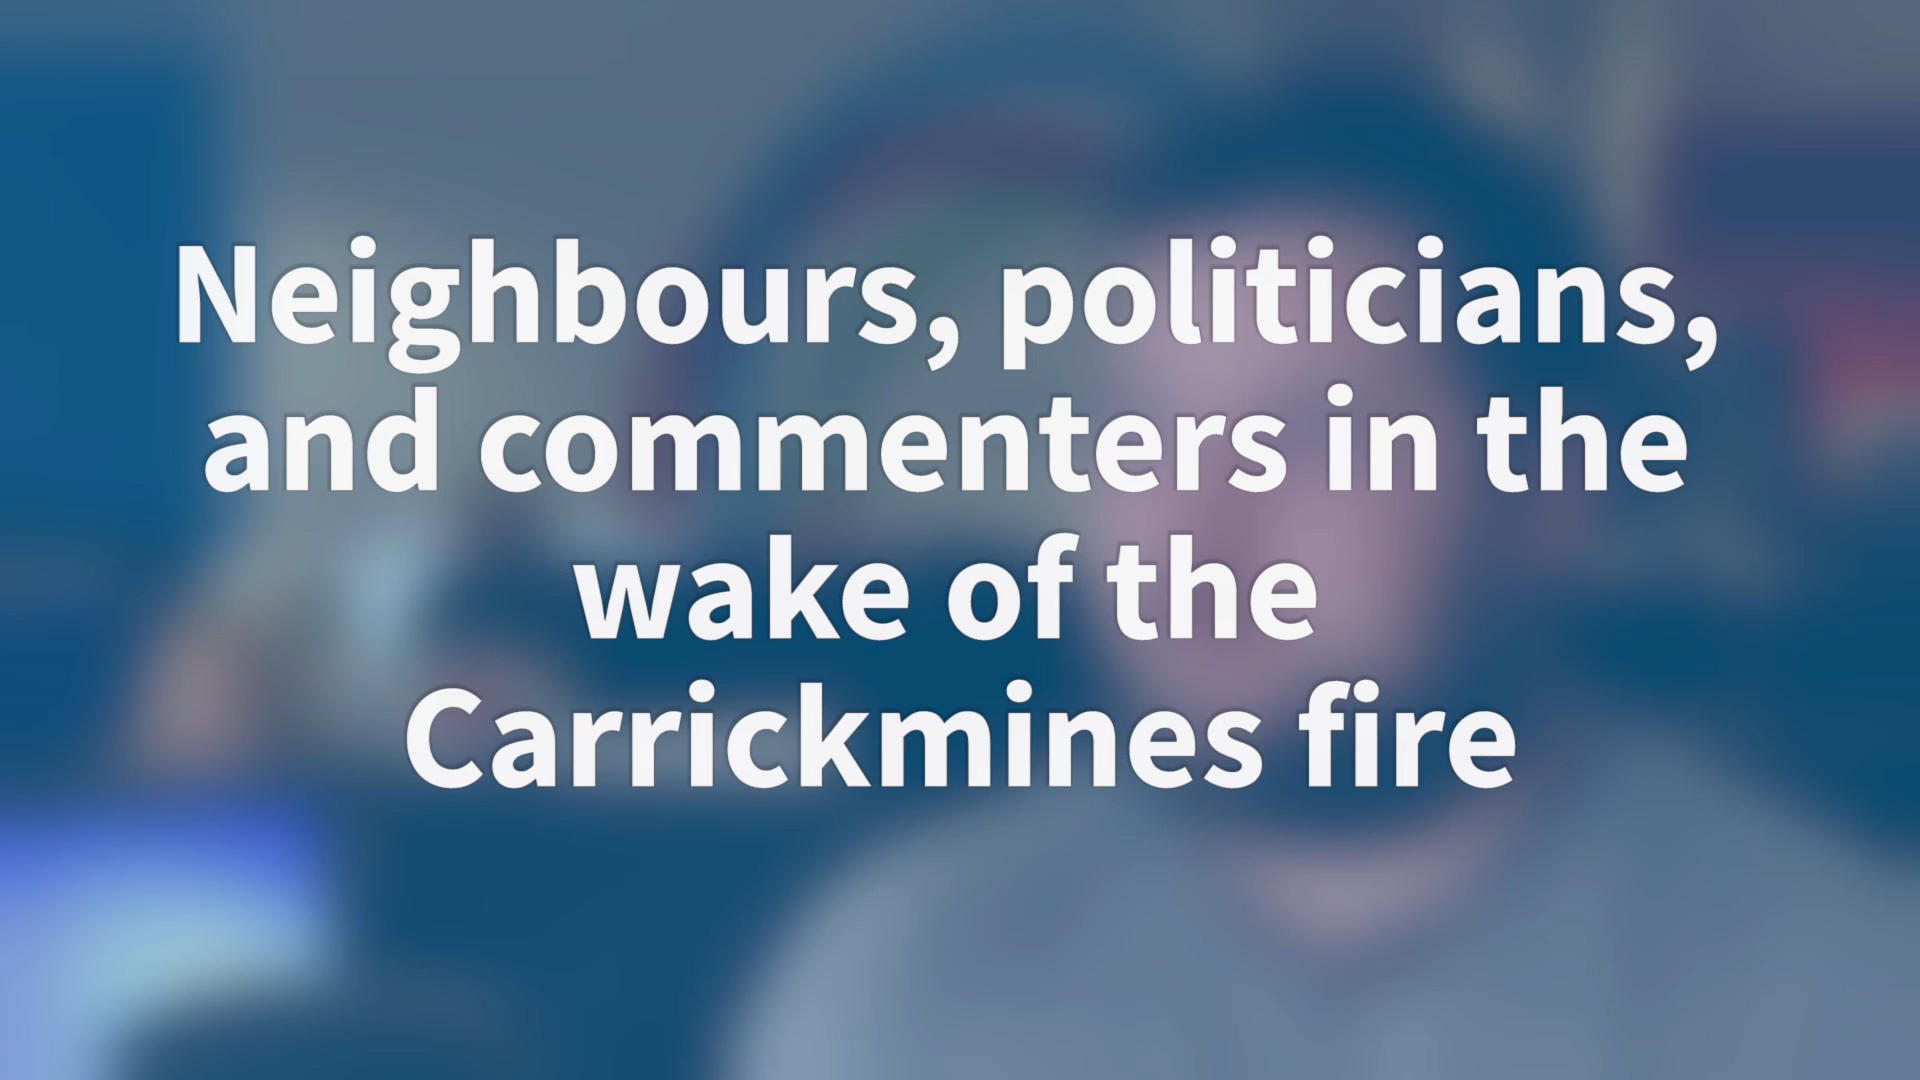 Neighbours, politicians,
and commenters in the
wake of the
Carrickmines fire